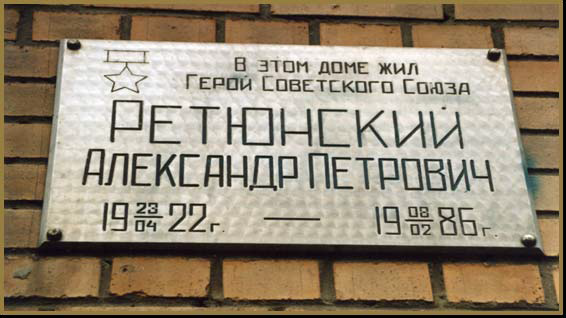 В ЭТОМ ДОМЕ ЖИЛ
ГЕРОЙ СОВЕТСКОГО СОЮЗА
РЕТЮНСКИЙ
АЛЕКСАНДР ПЕТРОВИЧ
19 23/04 22 г. — 19 08/02 86 г.